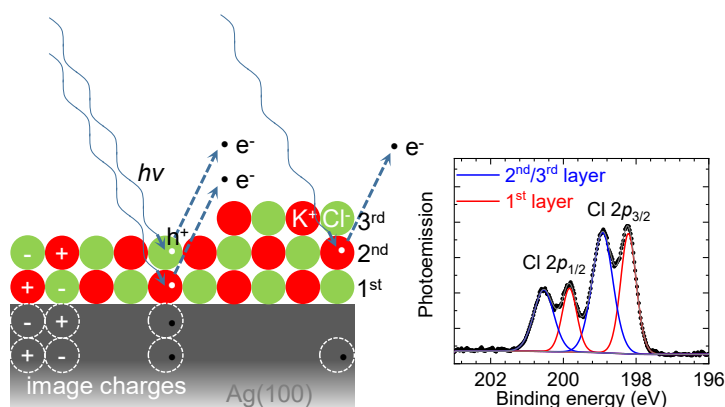 hν
e-
e-
e-
h+
K+ Cl- 3rd
- + 2nd
+ - 1st
- +
+ -
image charges
Ag(100)
2nd/3rd layer
1st layer
Cl 2p3/2
Cl 2p1/2
Photoemission
202 200 198 196
Binding energy (eV)